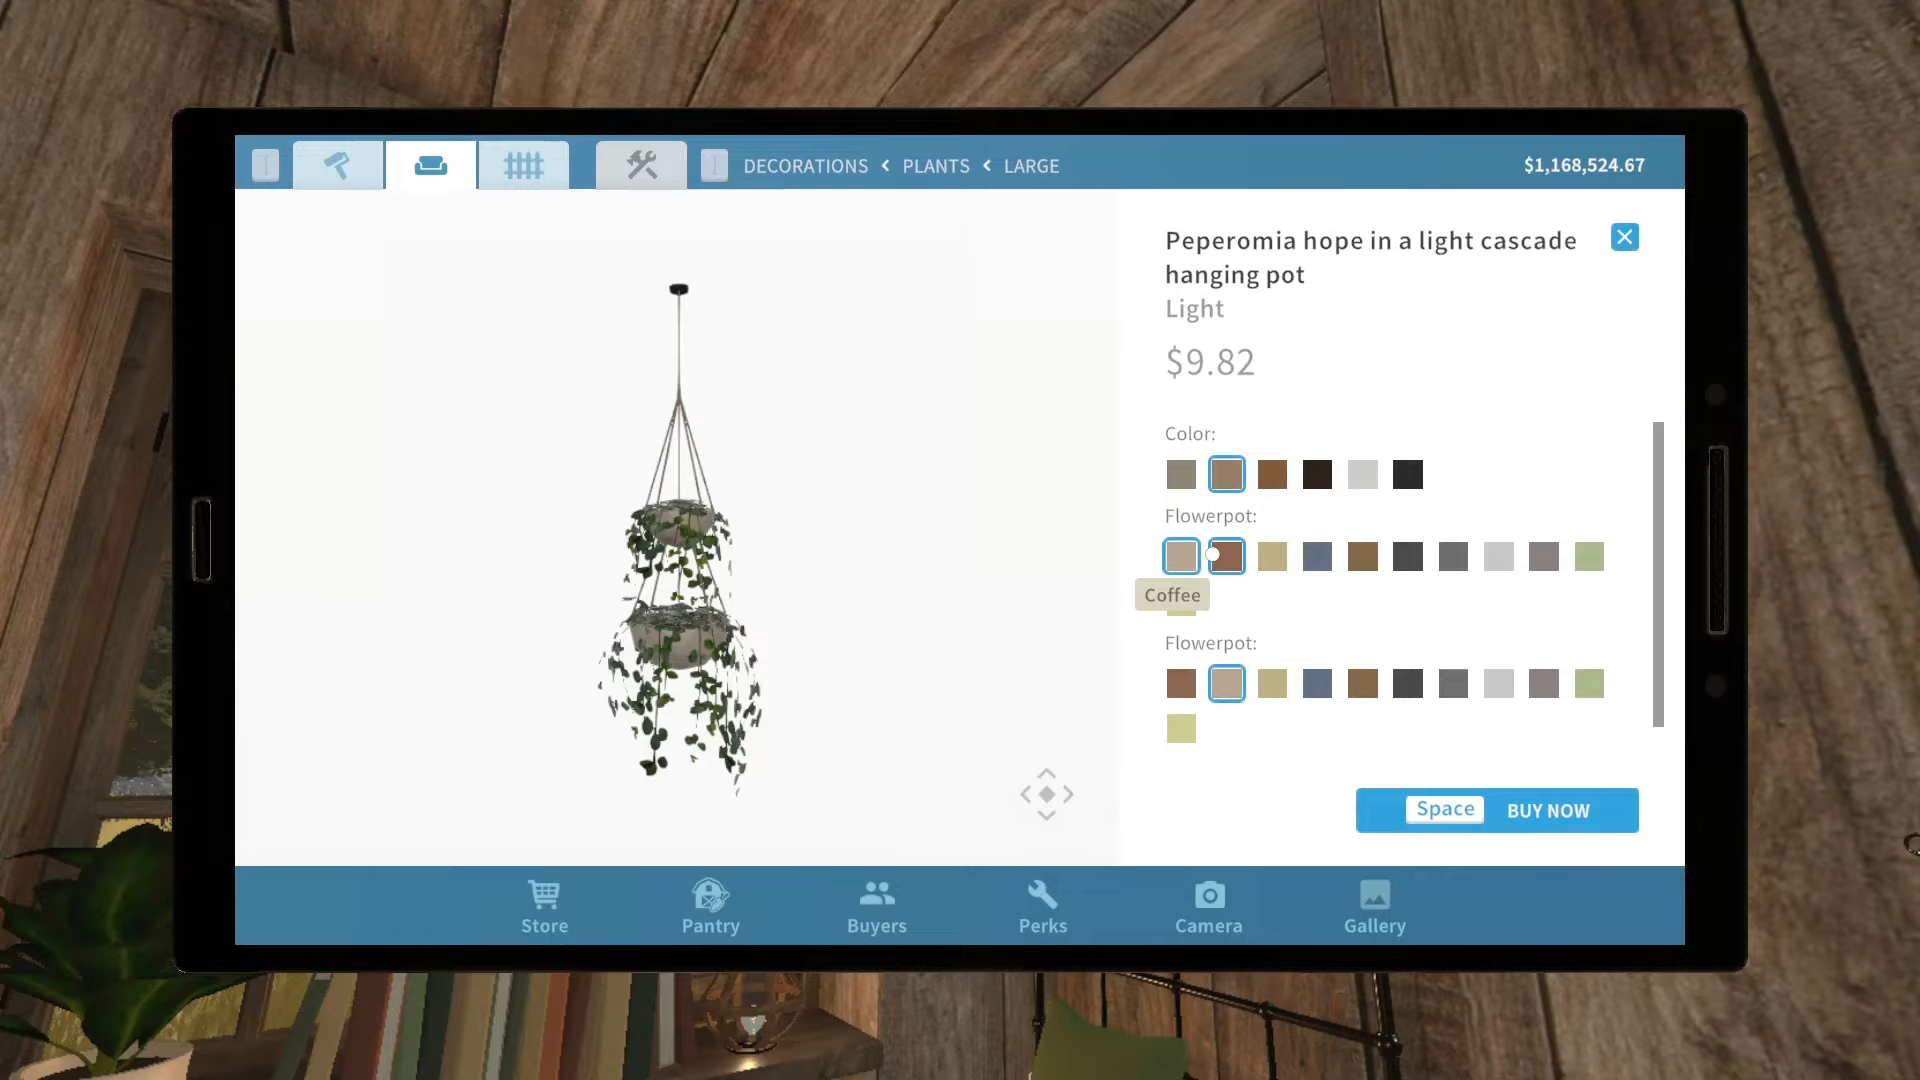 DECORATIONS < PLANTS < LARGE
$1,168,524.67
Peperomia hope in a light cascade
hanging pot
Light
$9.82
Color:
Flowerpot:
Coffee
Flowerpot:
Space BUY NOW
Store Pantry Buyers Perks Camera Gallery